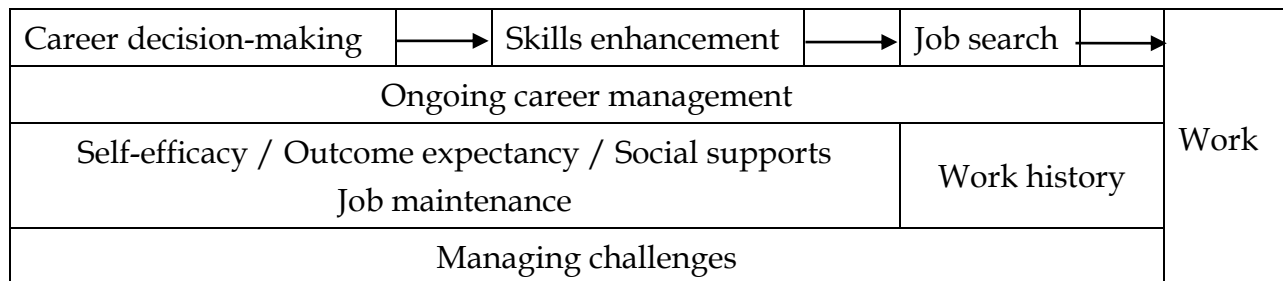 Career decision-making
Skills enhancement
Job search
Work
Ongoing career management
Self-efficacy / Outcome expectancy / Social supports
Job maintenance
Work history
Managing challenges